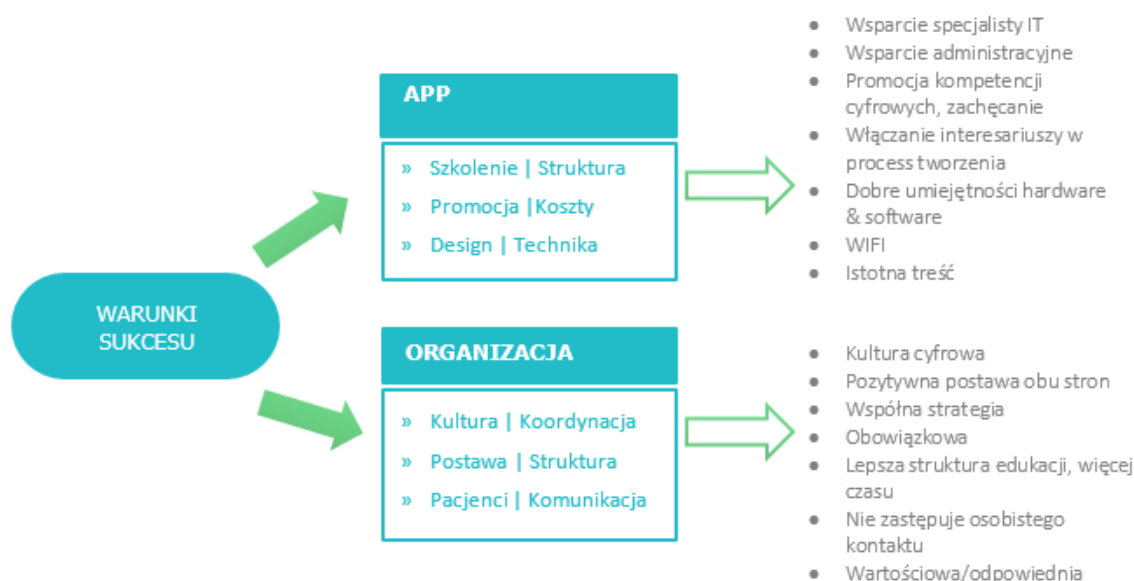 WARUNKI
SUKCESU
APP
» Szkolenie | Struktura
» Promocja |Koszty
» Design | Technika
● Wsparcie specjalisty IT
● Wsparcie administracyjne
● Promocja kompetencji
cyfrowych, zachęcanie
● Włączanie interesariuszy w
process tworzenia
● Dobre umiejętności hardware
& software
● WIFI
● Istotna treść
ORGANIZACJA
» Kultura | Koordynacja
» Postawa | Struktura
» Pacjenci | Komunikacja
● Kultura cyfrowa
● Pozytywna postawa obu stron
● Wspólna strategia
● Obowiązkowa
● Lepsza struktura edukacji, więcej
czasu
● Nie zastępuje osobistego
kontaktu
● Wartościowa/odpowiednia